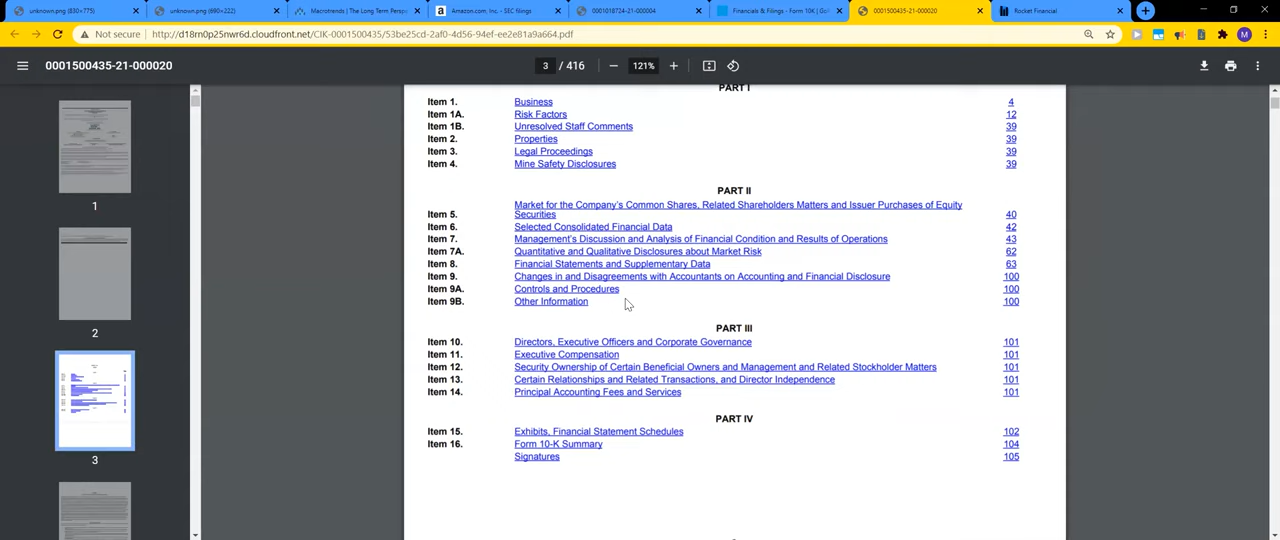 unknown.png (830×775)
unknown.png (690×222)
Macrotrends | The Long Term Persp
Amazon.com, Inc. - SEC filings
0001018724-21-000004
Financials & Filings - Form 10K | Go
0001500435-21-000020
Rocket Financial
Not secure
http://d18rn0p25nwr6d.cloudfront.net/CIK-0001500435/53be25cd-2af0-4d56-94ef-ee2e81a9a664.pdf
M
0001500435-21-000020
3 / 416
121%
1
2
3
PART I
Item 1. Business 4
Item 1A. Risk Factors 12
Item 1B. Unresolved Staff Comments 39
Item 2. Properties 39
Item 3. Legal Proceedings 39
Item 4. Mine Safety Disclosures 39
PART II
Market for the Company's Common Shares, Related Shareholders Matters and Issuer Purchases of Equity
Item 5. Securities 40
Item 6. Selected Consolidated Financial Data 42
Item 7. Management's Discussion and Analysis of Financial Condition and Results of Operations 43
Item 7A. Quantitative and Qualitative Disclosures about Market Risk 62
Item 8. Financial Statements and Supplementary Data 63
Item 9. Changes in and Disagreements with Accountants on Accounting and Financial Disclosure 100
Item 9A. Controls and Procedures 100
Item 9B. Other Information 100
PART III
Item 10. Directors, Executive Officers and Corporate Governance 101
Item 11. Executive Compensation 101
Item 12. Security Ownership of Certain Beneficial Owners and Management and Related Stockholder Matters 101
Item 13. Certain Relationships and Related Transactions, and Director Independence 101
Item 14. Principal Accounting Fees and Services 101
PART IV
Item 15. Exhibits, Financial Statement Schedules 102
Item 16. Form 10-K Summary 104
Signatures 105